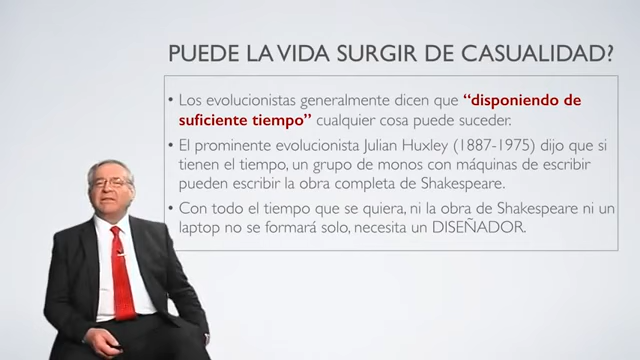 PUEDE LA VIDA SURGIR DE CASUALIDAD?
• Los evolucionistas generalmente dicen que “disponiendo de
suficiente tiempo” cualquier cosa puede suceder.
• El prominente evolucionista Julian Huxley (1887-1975) dijo que si
tienen el tiempo, un grupo de monos con máquinas de escribir
pueden escribir la obra completa de Shakespeare.
• Con todo el tiempo que se quiera, ni la obra de Shakespeare ni un
laptop no se formará solo, necesita un DISEÑADOR.